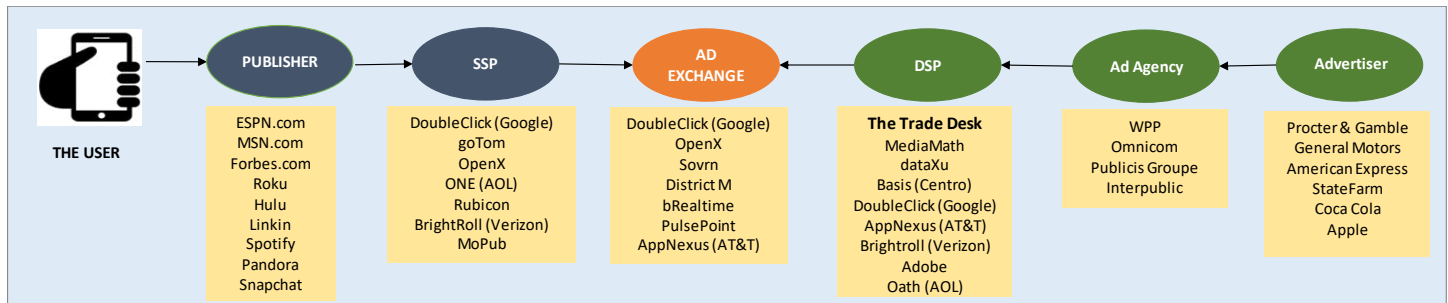 PUBLISHER
SSP
AD
EXCHANGE
DSP
Ad Agency
Advertiser
THE USER
ESPN.com
MSN.com
Forbes.com
Roku
Hulu
Linkin
Spotify
Pandora
Snapchat
DoubleClick (Google)
goTom
OpenX
ONE (AOL)
Rubicon
BrightRoll (Verizon)
MoPub
DoubleClick (Google)
OpenX
Sovrn
District M
bRealtime
PulsePoint
AppNexus (AT&T)
The Trade Desk
MediaMath
dataXu
Basis (Centro)
DoubleClick (Google)
AppNexus (AT&T)
Brightroll (Verizon)
Adobe
Oath (AOL)
WPP
Omnicom
Publicis Groupe
Interpublic
Procter & Gamble
General Motors
American Express
StateFarm
Coca Cola
Apple